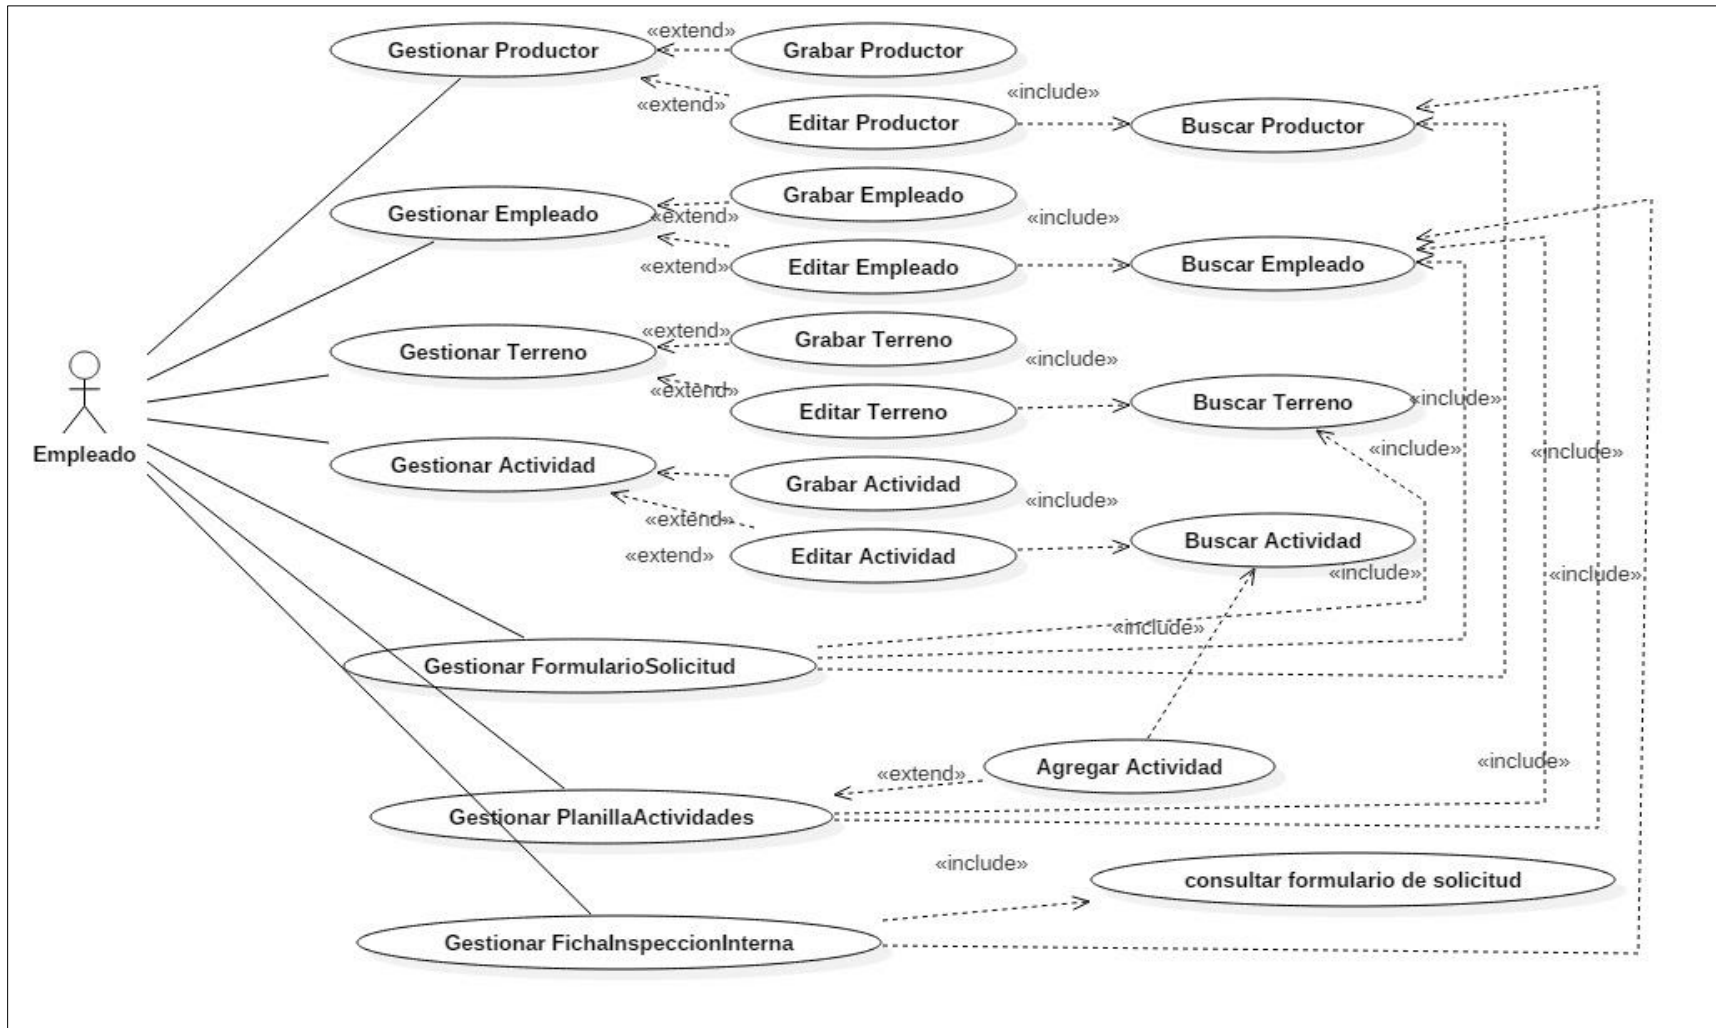 «extend»
Gestionar Productor
Grabar Productor
«extend»
«include»
Editar Productor
Buscar Productor
Grabar Empleado
Gestionar Empleado
«extend»
«include»
«extend»
Editar Empleado
Buscar Empleado
«extend»
Grabar Terreno
Gestionar Terreno
«include»
«extend»
Editar Terreno
Buscar Terreno
«include»
Empleado
Gestionar Actividad
«include»
«include»
Grabar Actividad
«include»
«extend»
Buscar Actividad
«extend»
Editar Actividad
«include»
«include»
«include»
Gestionar FormularioSolicitud
«include»
«extend»
Agregar Actividad
Gestionar PlanillaActividades
«include»
consultar formulario de solicitud
Gestionar FichaInspeccionInterna